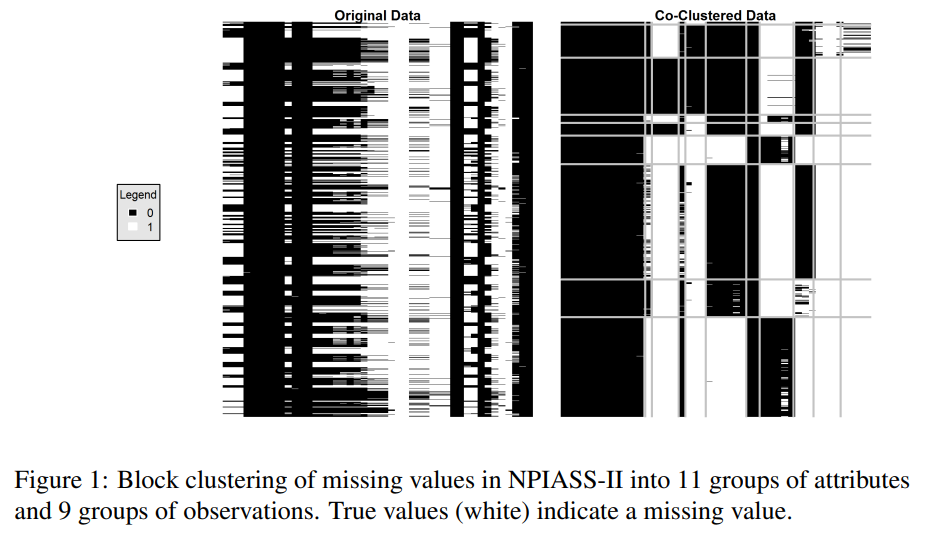 Original Data
Co-Clustered Data
Legend
0
1
Figure 1: Block clustering of missing values in NPIASS-II into 11 groups of attributes
and 9 groups of observations. True values (white) indicate a missing value.